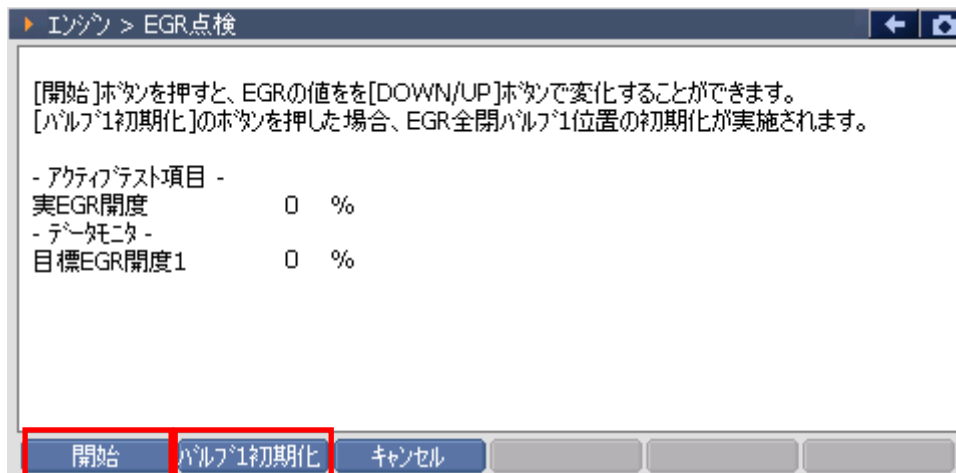 エンジン > EGR点検
[開始]ボタンを押すと、EGRの値をを[DOWN/UP]ボタンで変化することができます。
[バルブ1初期化]のボタンを押した場合、EGR全閉バルブ1位置の初期化が実施されます。
- アクティブテスト項目 -
実EGR開度 0 %
- データモニタ -
目標EGR開度1 0 %
開始 バルブ1初期化 キャンセル